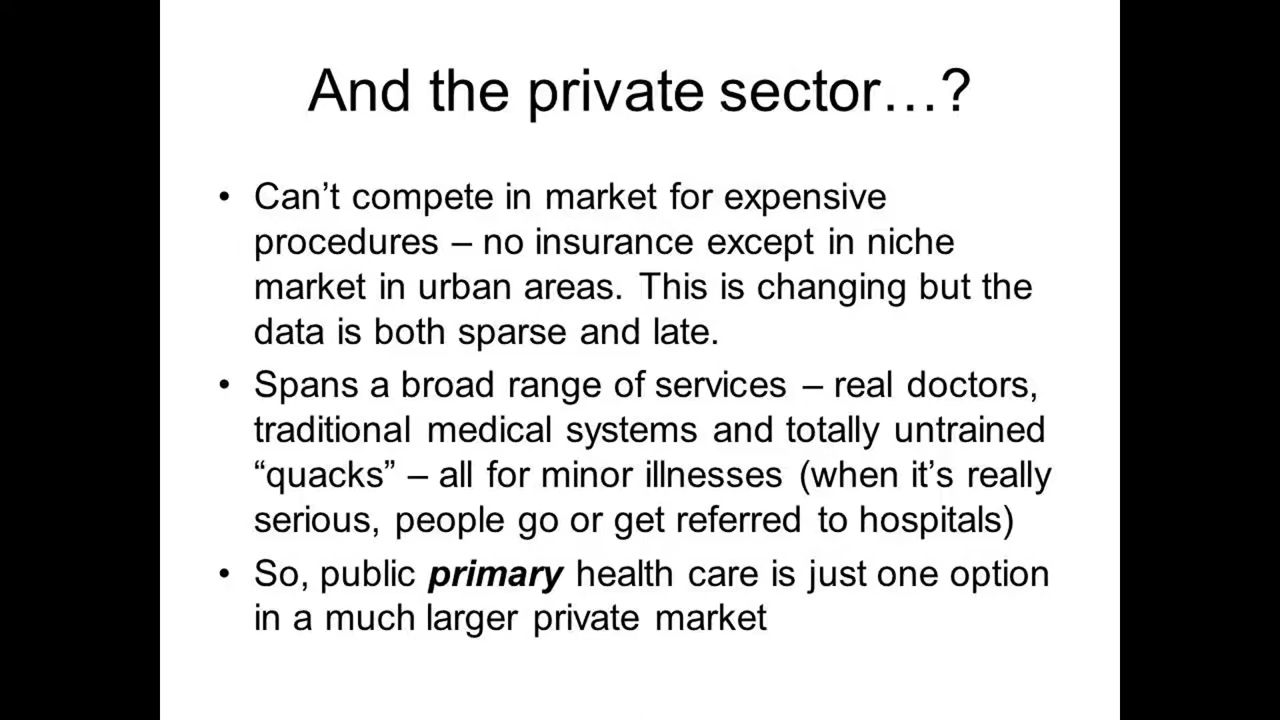 And the private sector…?
• Can’t compete in market for expensive
procedures – no insurance except in niche
market in urban areas.  This is changing but the
data is both sparse and late.
• Spans a broad range of services – real doctors,
traditional medical systems and totally untrained
“quacks” – all for minor illnesses (when it’s really
serious, people go or get referred to hospitals)
• So, public primary health care is just one option
in a much larger private market